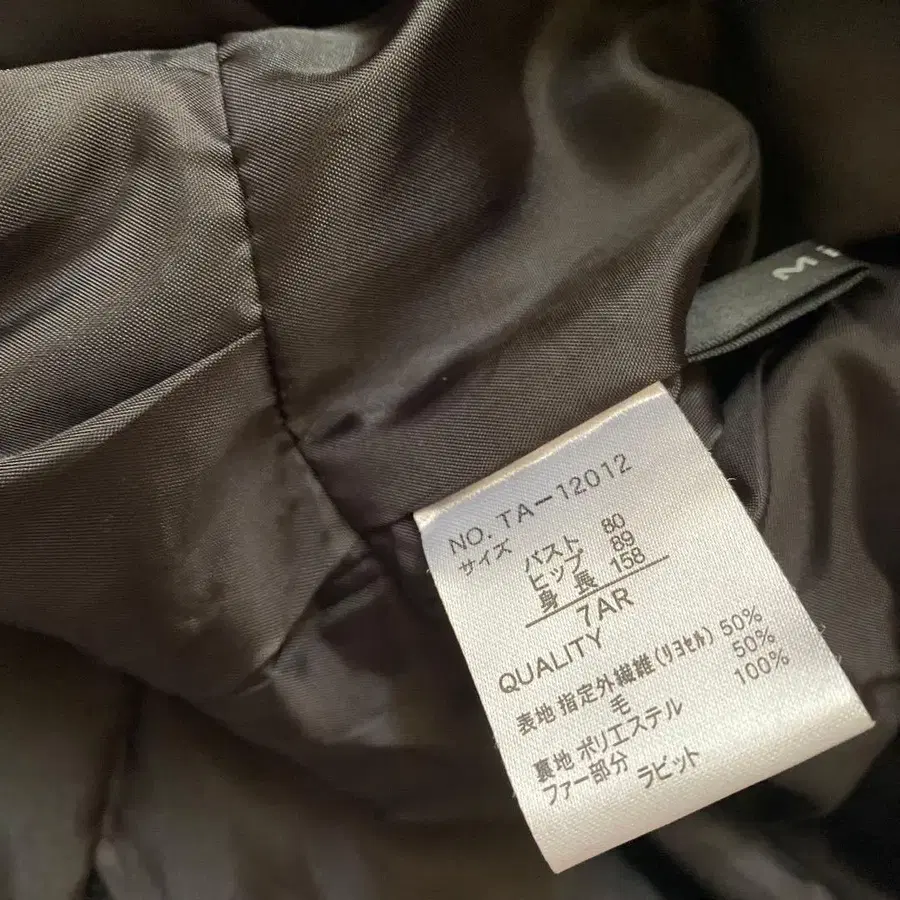 Mi
NO. TA-12012
サイズ バスト 80
ヒップ 89
身長 158
7AR
QUALITY
表地 指定外繊維(リヨセル) 50%
毛 50%
裏地 ポリエステル 100%
ファー部分 ラビット